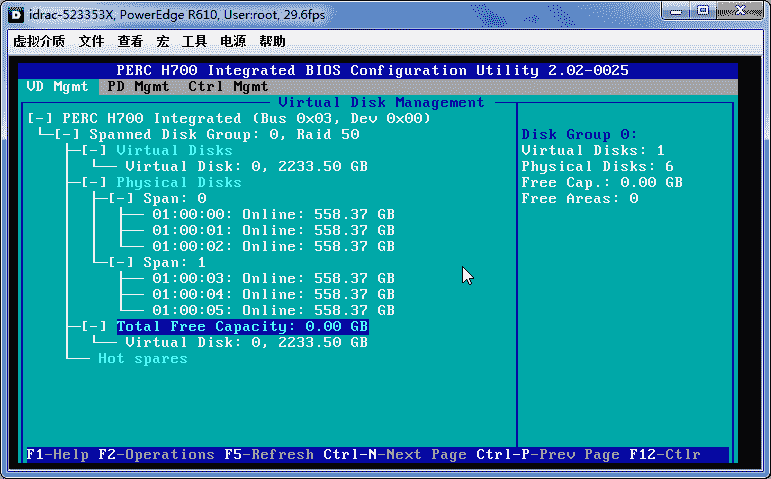 idrac-523353X, PowerEdge R610, User:root, 29.6fps
虚拟介质 文件 查看 宏 工具 电源 帮助
PERC H700 Integrated BIOS Configuration Utility 2.02-0025
VD Mgmt PD Mgmt Ctrl Mgmt
Virtual Disk Management
[-] PERC H700 Integrated (Bus 0x03, Dev 0x00)
[-] Spanned Disk Group: 0, Raid 50
[-] Virtual Disks
Virtual Disk: 0, 2233.50 GB
[-] Physical Disks
[-] Span: 0
01:00:00: Online: 558.37 GB
01:00:01: Online: 558.37 GB
01:00:02: Online: 558.37 GB
[-] Span: 1
01:00:03: Online: 558.37 GB
01:00:04: Online: 558.37 GB
01:00:05: Online: 558.37 GB
[-] Total Free Capacity: 0.00 GB
Virtual Disk: 0, 2233.50 GB
Hot spares
Disk Group 0:
Virtual Disks: 1
Physical Disks: 6
Free Cap.: 0.00 GB
Free Areas: 0
F1-Help F2-Operations F5-Refresh Ctrl-N-Next Page Ctrl-P-Prev Page F12-Ctlr